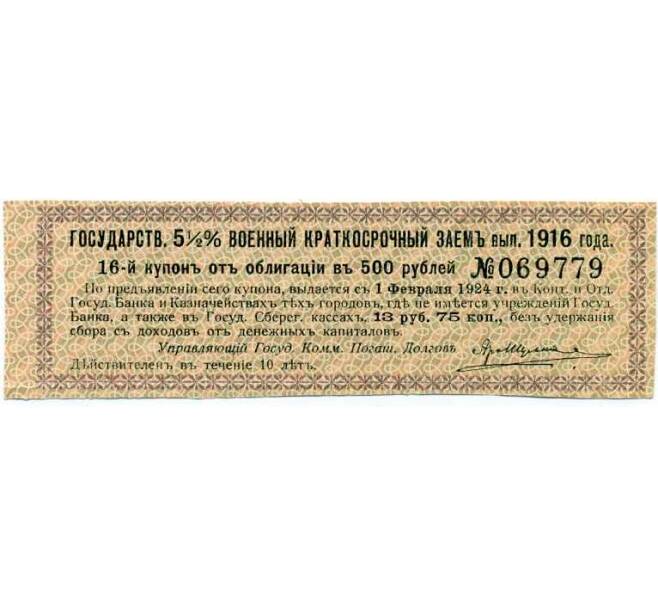 ГОСУДАРСТВ. 5½% ВОЕННЫЙ КРАТКОСРОЧНЫЙ ЗАЕМЪ вып. 1916 года.
16-й купонъ отъ облигаціи въ 500 рублей №069779
По предъявленіи сего купона, выдается съ 1 Февраля 1924 г. въ Конт. и Отд.
Госуд. Банка и Казначействахъ тѣхъ городовъ, гдѣ не имѣется учрежденій Госуд.
Банка, а также въ Госуд. Сберег. кассахъ, 13 руб. 75 коп., безъ удержанія
сбора съ доходовъ отъ денежныхъ капиталовъ.
Управляющій Госуд. Комм. Погаш. Долговъ
Дѣйствителенъ въ теченіе 10 лѣтъ.